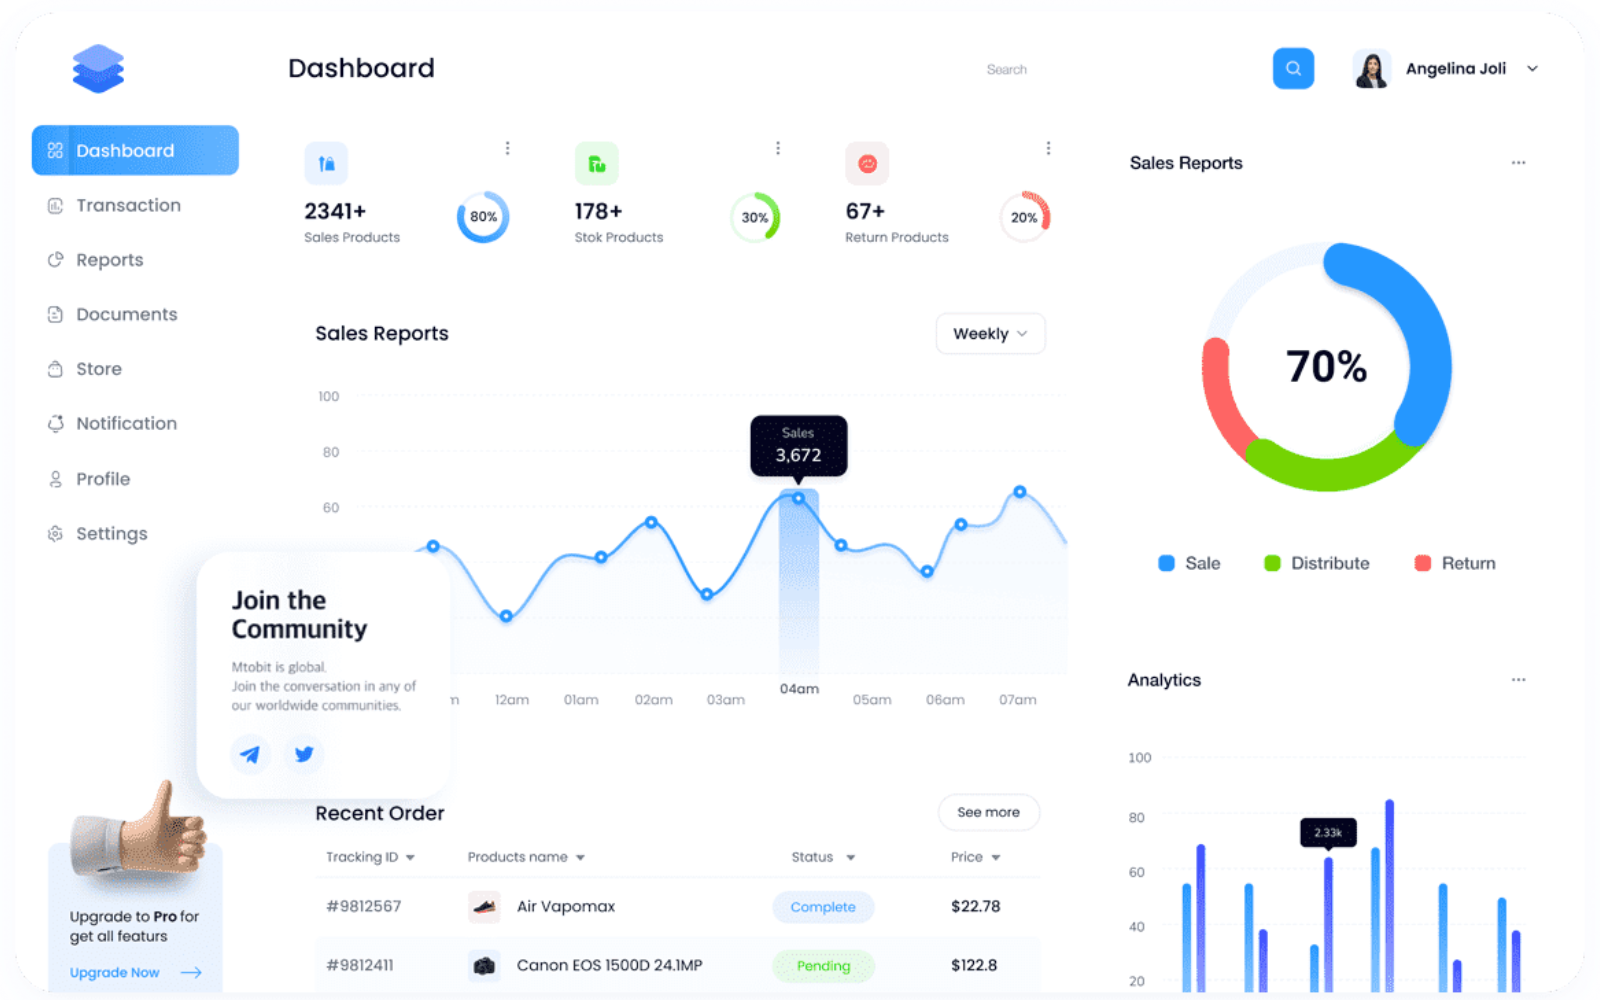 Dashboard
Search
Angelina Joli
Dashboard
Transaction
Reports
Documents
Store
Notification
Profile
Settings
2341+
Sales Products
80%
178+
Stok Products
30%
67+
Return Products
20%
Sales Reports
Weekly
100
80
60
Sales
3,672
12am
01am
02am
03am
04am
05am
06am
07am
Join the
Community
Mtobit is global.
Join the conversation in any of
our worldwide communities.
Upgrade to Pro for
get all featurs
Upgrade Now
Recent Order
See more
Tracking ID
Products name
Status
Price
#9812567
Air Vapomax
Complete
$22.78
#9812411
Canon EOS 1500D 24.1MP
Pending
$122.8
Sales Reports
70%
Sale
Distribute
Return
Analytics
100
80
60
40
20
2.33k